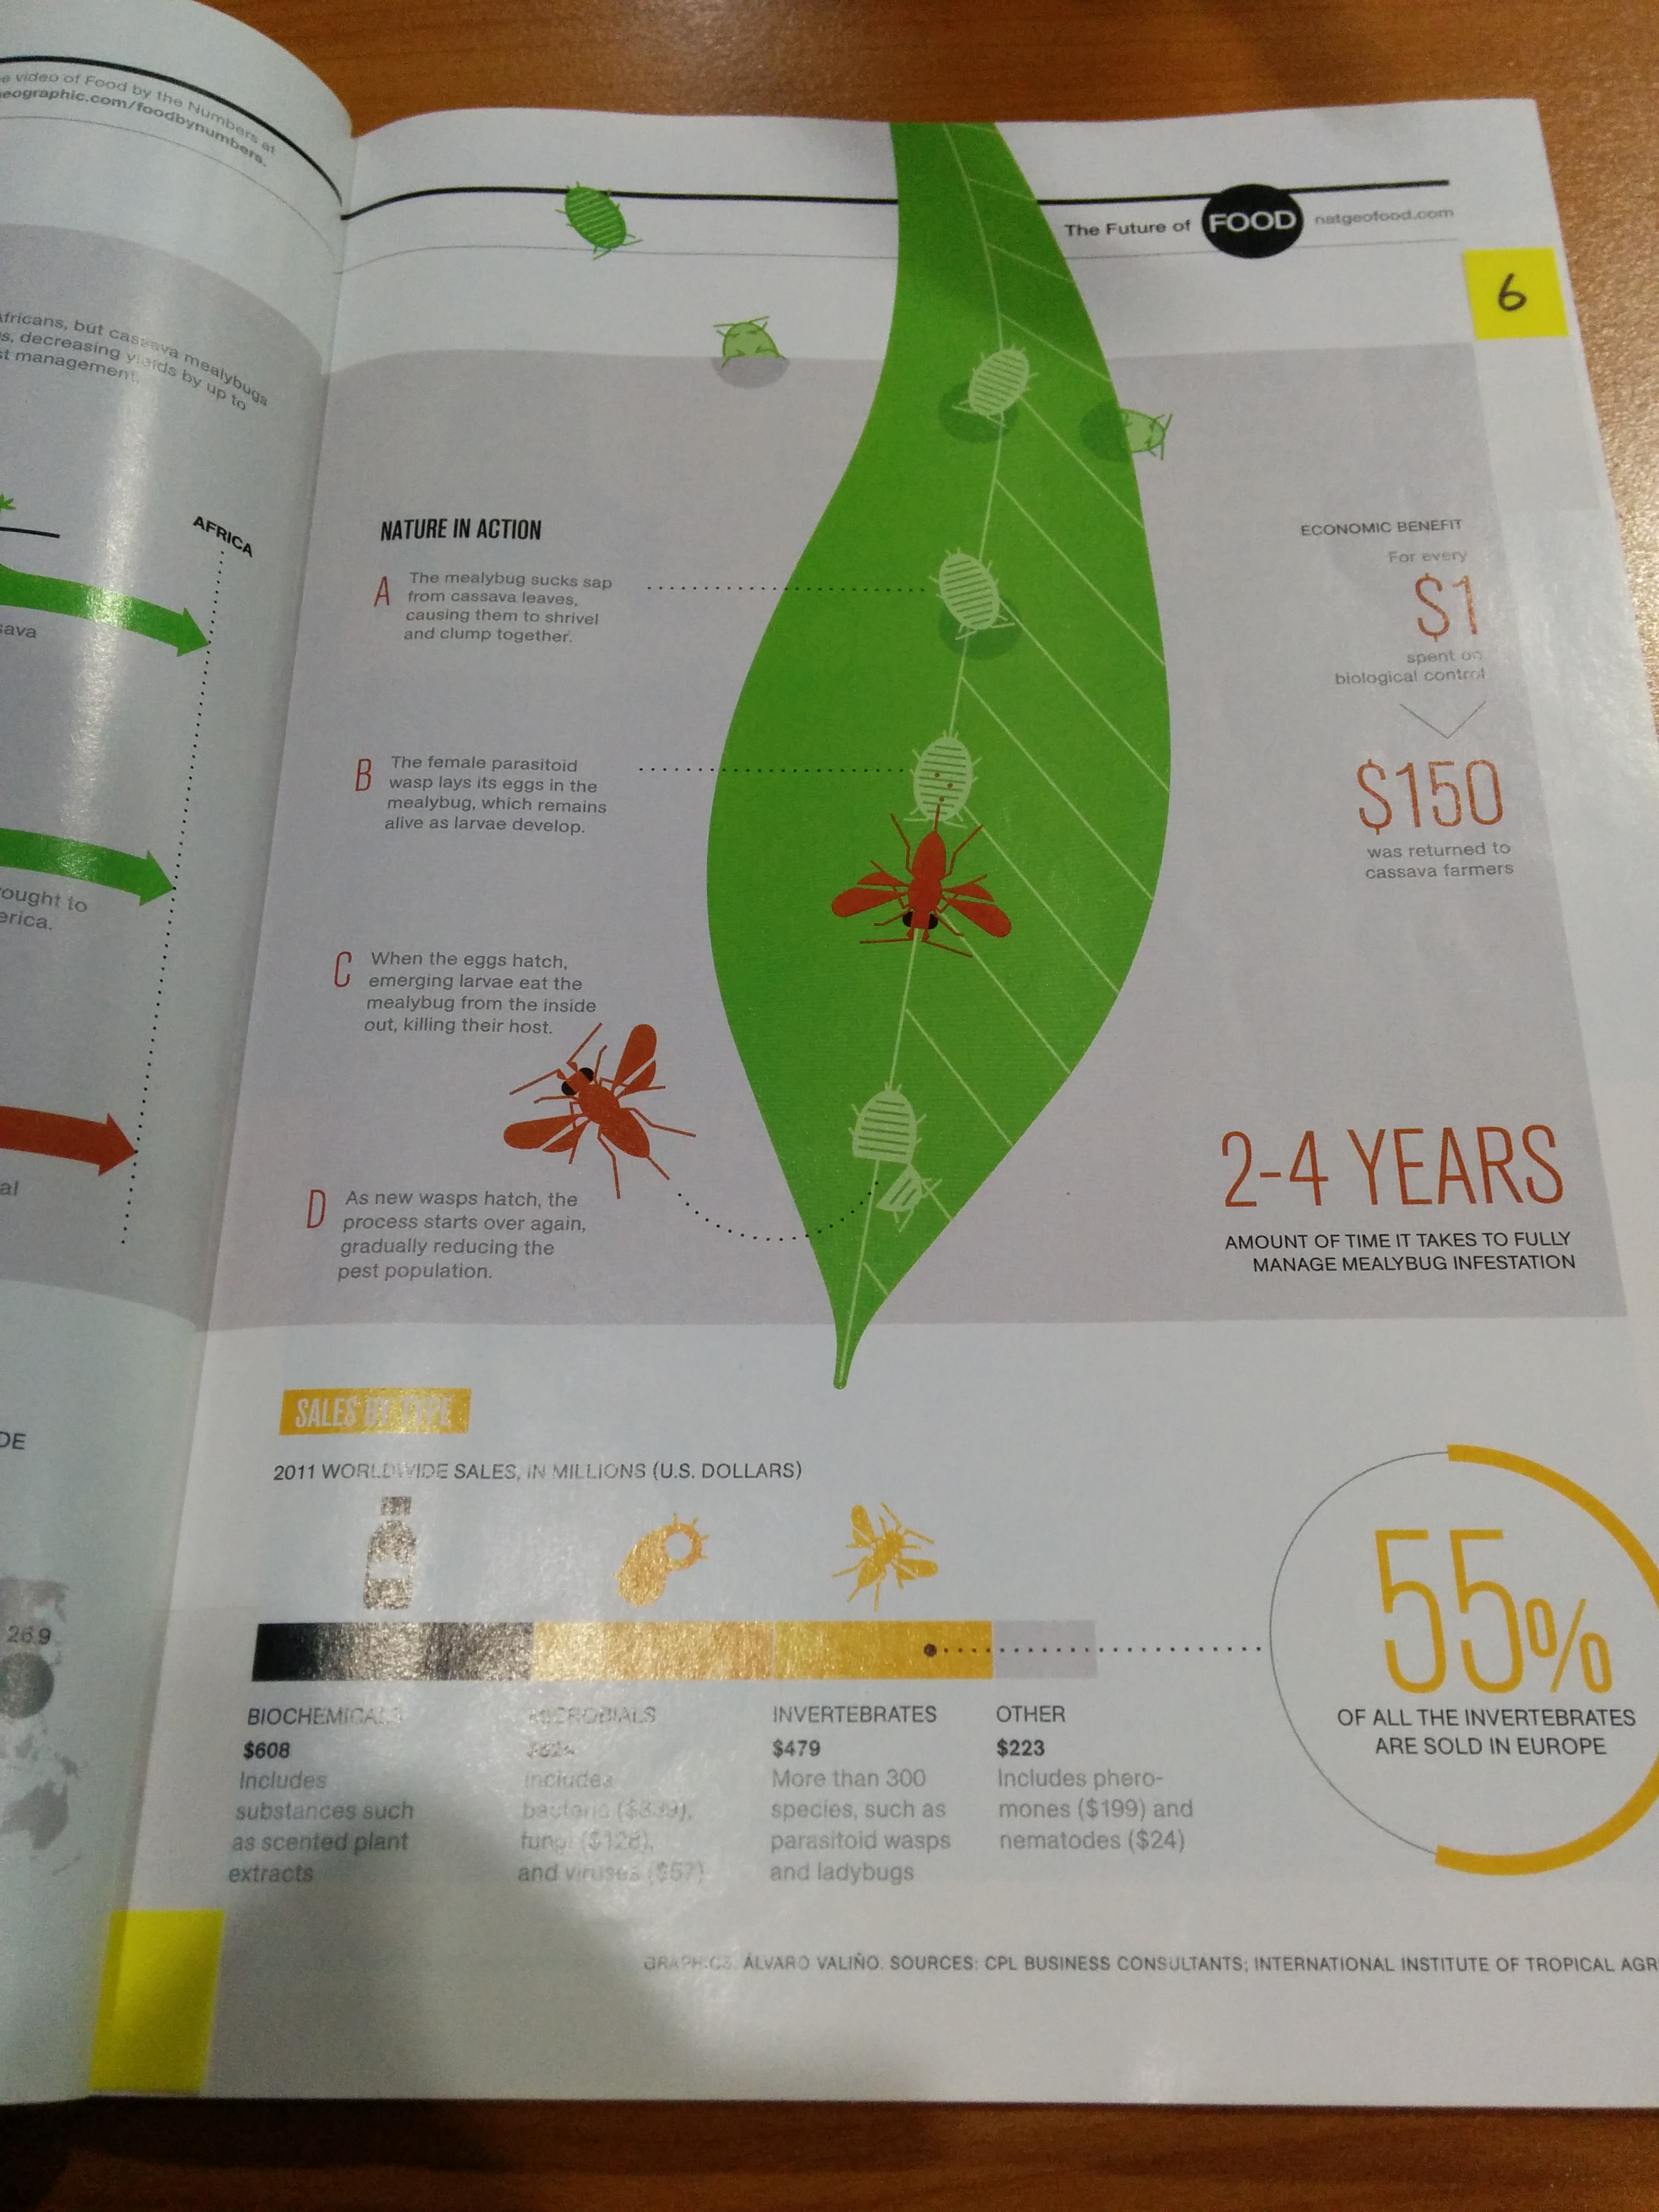 e video of Food by the Numbers at
eographic.com/foodbynumbers.
fricans, but cassava mealybugs
s, decreasing yields by up to
st management.
AFRICA
ava
ought to
erica.
al
DE
26.9
The Future of FOOD natgeofood.com
6
NATURE IN ACTION
A The mealybug sucks sap
from cassava leaves,
causing them to shrivel
and clump together.
B The female parasitoid
wasp lays its eggs in the
mealybug, which remains
alive as larvae develop.
C When the eggs hatch,
emerging larvae eat the
mealybug from the inside
out, killing their host.
D As new wasps hatch, the
process starts over again,
gradually reducing the
pest population.
ECONOMIC BENEFIT
For every
$1
spent on
biological control
$150
was returned to
cassava farmers
2-4 YEARS
AMOUNT OF TIME IT TAKES TO FULLY
MANAGE MEALYBUG INFESTATION
SALES BY TYPE
2011 WORLDWIDE SALES, IN MILLIONS (U.S. DOLLARS)
BIOCHEMICALS
$608
Includes
substances such
as scented plant
extracts
MICROBIALS
Includes
bacteria
fungi ($128),
and viruses ($57)
INVERTEBRATES
$479
More than 300
species, such as
parasitoid wasps
and ladybugs
OTHER
$223
Includes phero-
mones ($199) and
nematodes ($24)
55%
OF ALL THE INVERTEBRATES
ARE SOLD IN EUROPE
GRAPHICS: ÁLVARO VALIÑO. SOURCES: CPL BUSINESS CONSULTANTS; INTERNATIONAL INSTITUTE OF TROPICAL AGR